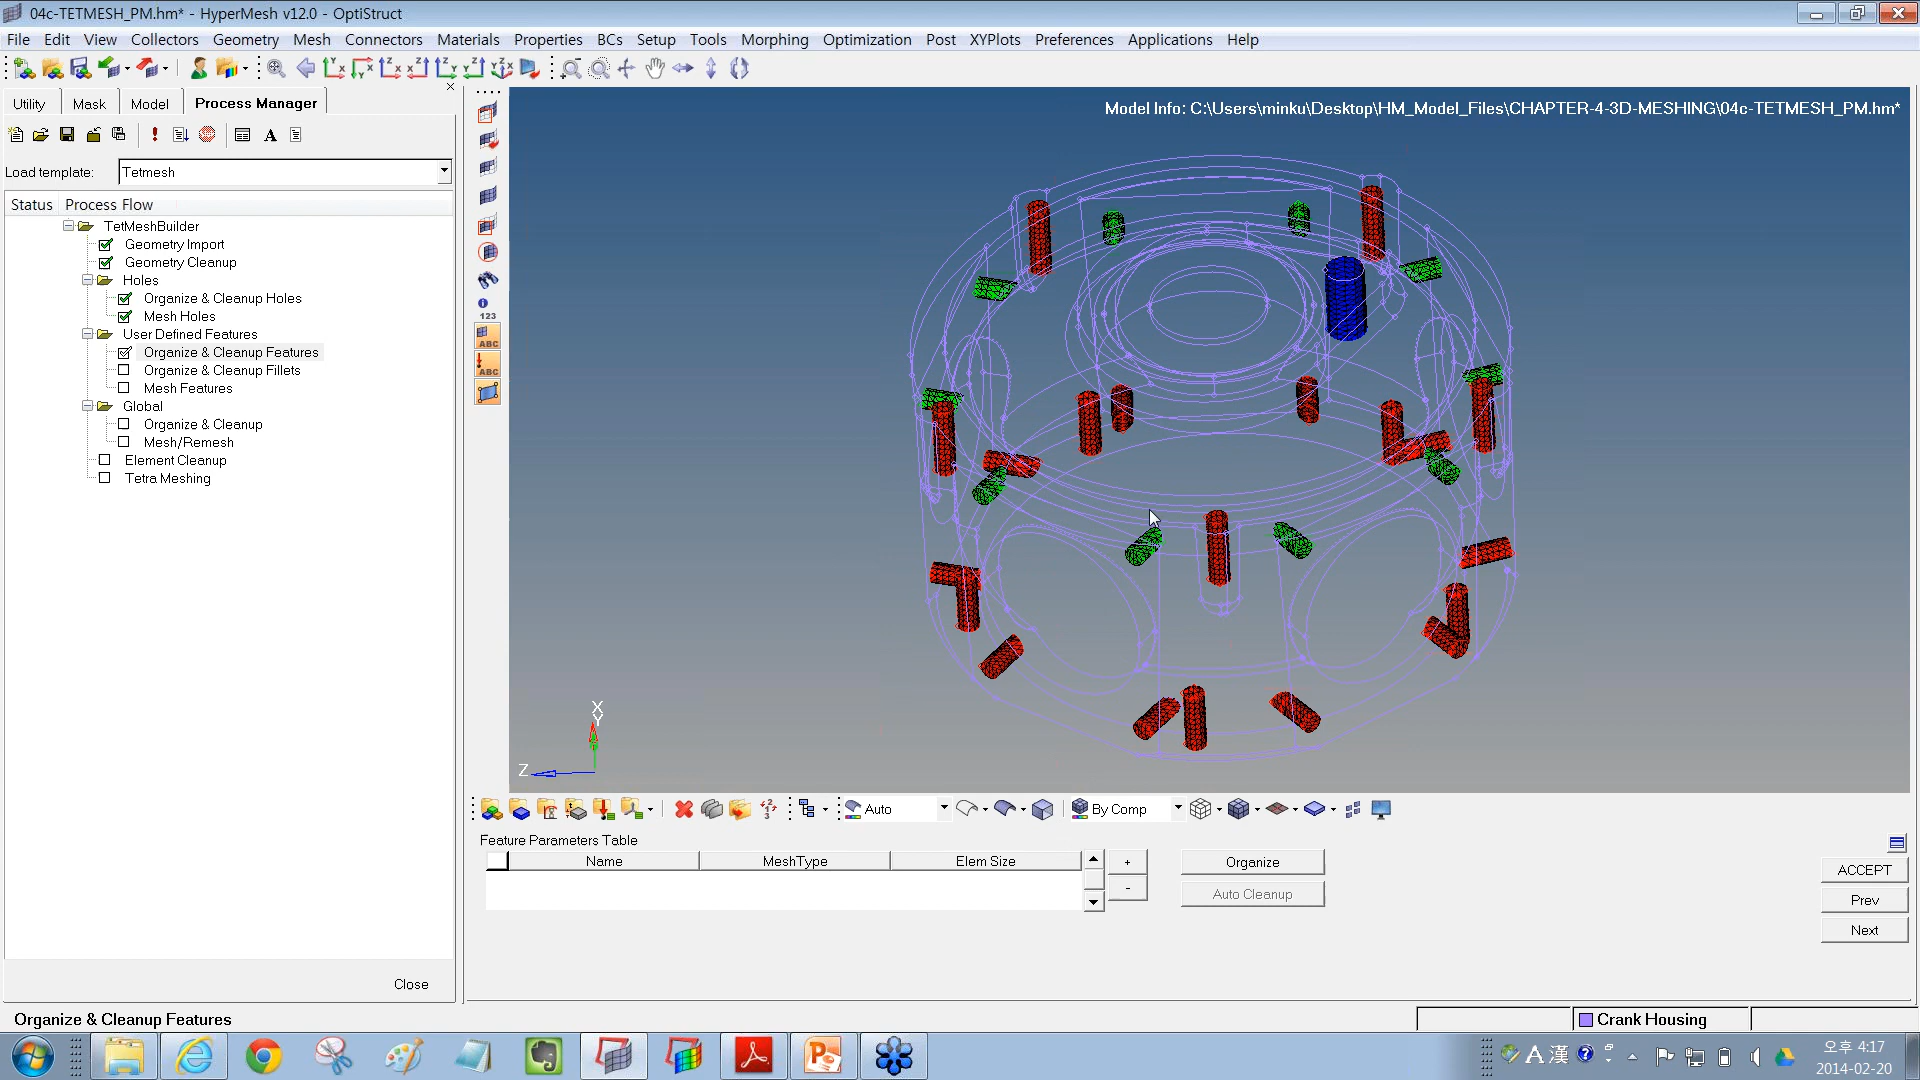 04c-TETMESH_PM.hm* - HyperMesh v12.0 - OptiStruct
File Edit View Collectors Geometry Mesh Connectors Materials Properties BCs Setup Tools Morphing Optimization Post XYPlots Preferences Applications Help
Utility Mask Model Process Manager
Load template: Tetmesh
Status Process Flow
TetMeshBuilder
Geometry Import
Geometry Cleanup
Holes
Organize & Cleanup Holes
Mesh Holes
User Defined Features
Organize & Cleanup Features
Organize & Cleanup Fillets
Mesh Features
Global
Organize & Cleanup
Mesh/Remesh
Element Cleanup
Tetra Meshing
Close
123
ABC
ABC
Model Info: C:\Users\minku\Desktop\HM_Model_Files\CHAPTER-4-3D-MESHING\04c-TETMESH_PM.hm*
X
Y
Z
Auto By Comp
Feature Parameters Table
Name MeshType Elem Size
+
-
Organize
Auto Cleanup
ACCEPT
Prev
Next
Organize & Cleanup Features
Crank Housing
A 漢
오후 4:17
2014-02-20